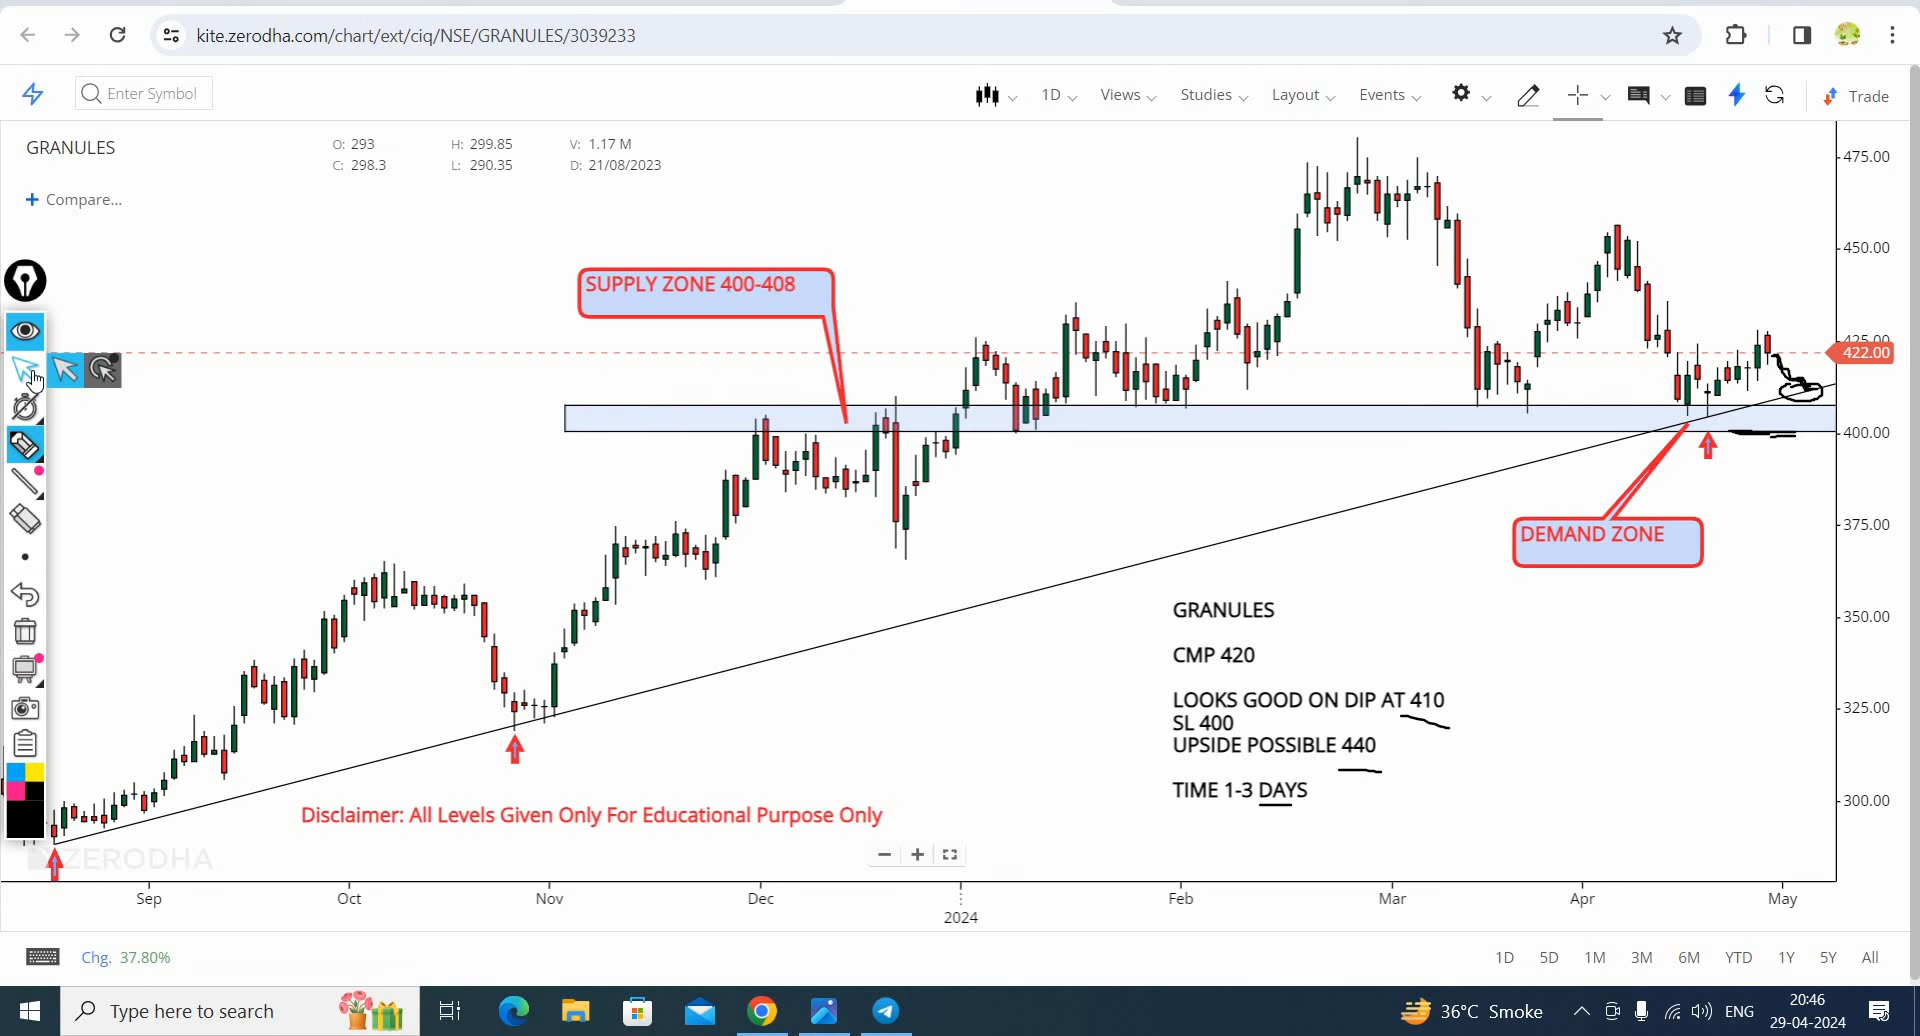 kite.zerodha.com/chart/ext/ciq/NSE/GRANULES/3039233
Enter Symbol
1D
Views
Studies
Layout
Events
Trade
GRANULES
O: 293
H: 299.85
V: 1.17 M
C: 298.3
L: 290.35
D: 21/08/2023
+ Compare...
475.00
450.00
425.00
422.00
400.00
375.00
350.00
325.00
300.00
SUPPLY ZONE 400-408
DEMAND ZONE
GRANULES
CMP 420
LOOKS GOOD ON DIP AT 410
SL 400
UPSIDE POSSIBLE 440
TIME 1-3 DAYS
Disclaimer: All Levels Given Only For Educational Purpose Only
ZERODHA
Sep
Oct
Nov
Dec
2024
Feb
Mar
Apr
May
Chg. 37.80%
1D
5D
1M
3M
6M
YTD
1Y
5Y
All
Type here to search
36°C Smoke
ENG
20:46
29-04-2024